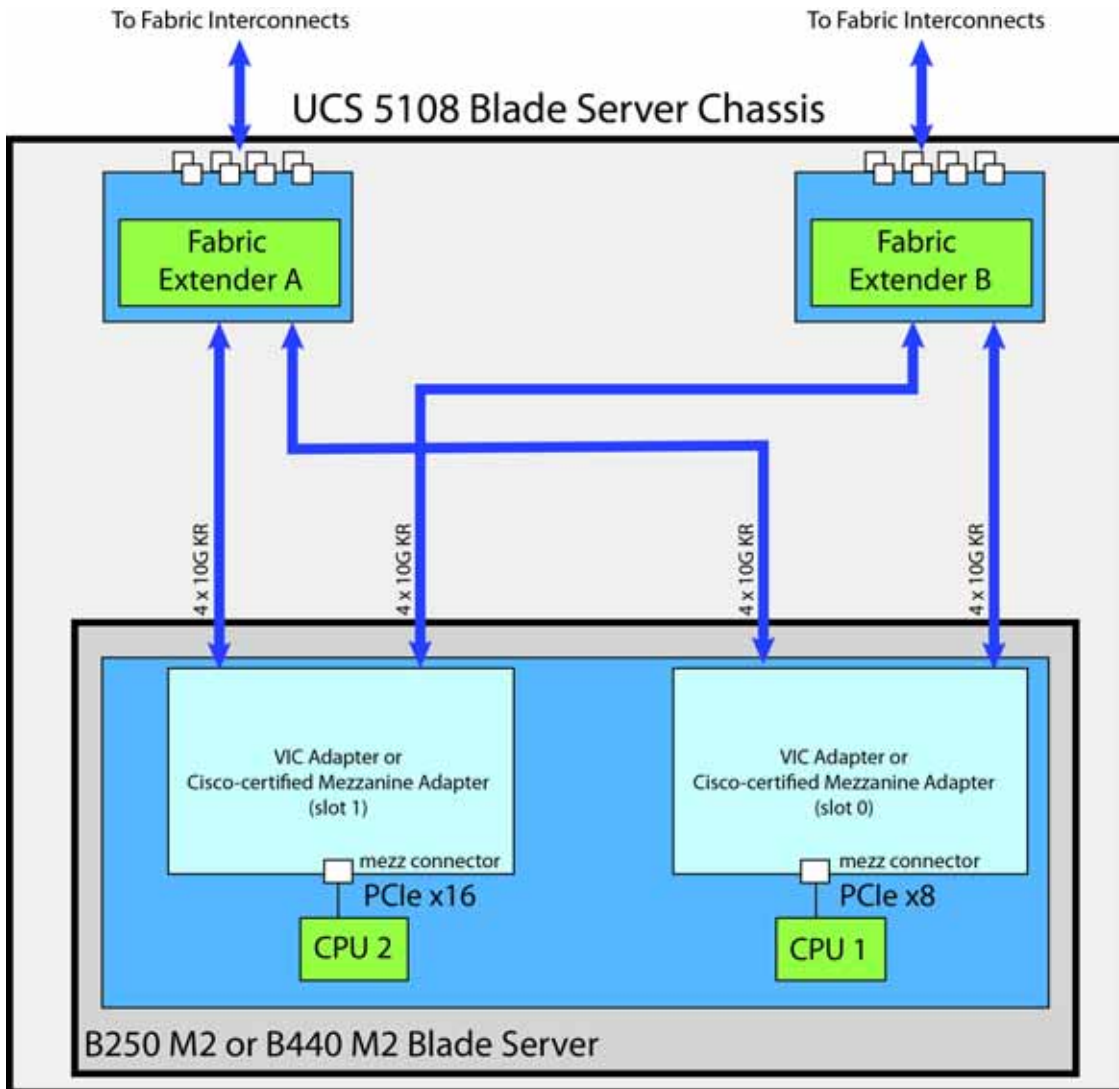 To Fabric Interconnects
To Fabric Interconnects
UCS 5108 Blade Server Chassis
Fabric
Extender A
Fabric
Extender B
4 x 10G KR
4 x 10G KR
4 x 10G KR
4 x 10G KR
VIC Adapter or
Cisco-certified Mezzanine Adapter
(slot 1)
VIC Adapter or
Cisco-certified Mezzanine Adapter
(slot 0)
mezz connector
mezz connector
PCIe x16
PCIe x8
CPU 2
CPU 1
B250 M2 or B440 M2 Blade Server